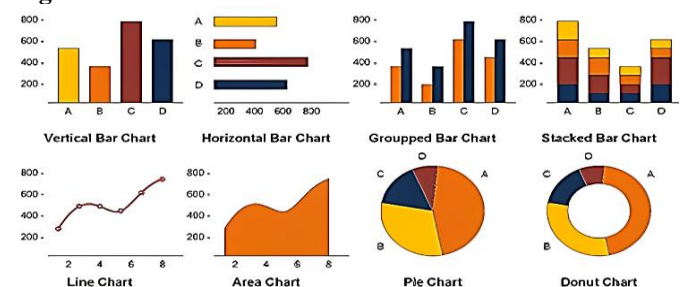 800
600
400
200
A B C D
Vertical Bar Chart
A
B
C
D
200 400 600 800
Horizontal Bar Chart
800
600
400
200
A B C D
Groupped Bar Chart
800
600
400
200
A B C D
Stacked Bar Chart
800
600
400
200
2 4 6 8
Line Chart
800
600
400
200
2 4 6 8
Area Chart
D
C A
B
Pie Chart
D
C A
B
Donut Chart